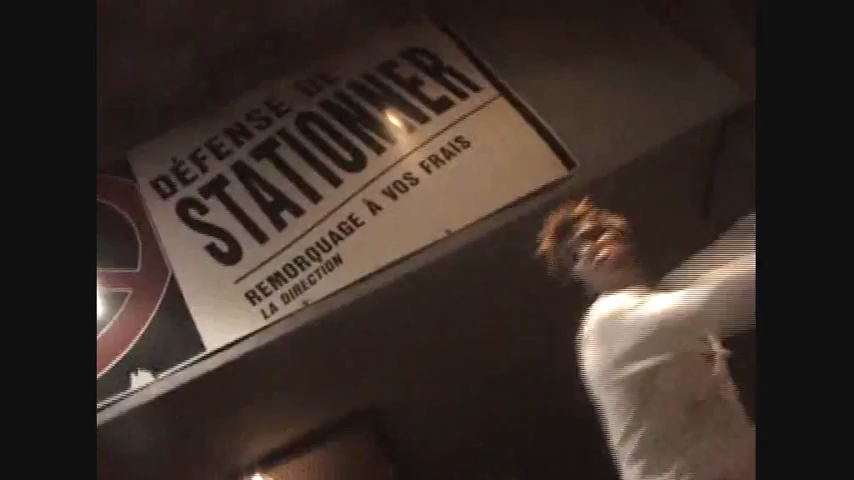 DÉFENSE DE
STATIONNER
REMORQUAGE À VOS FRAIS
LA DIRECTION